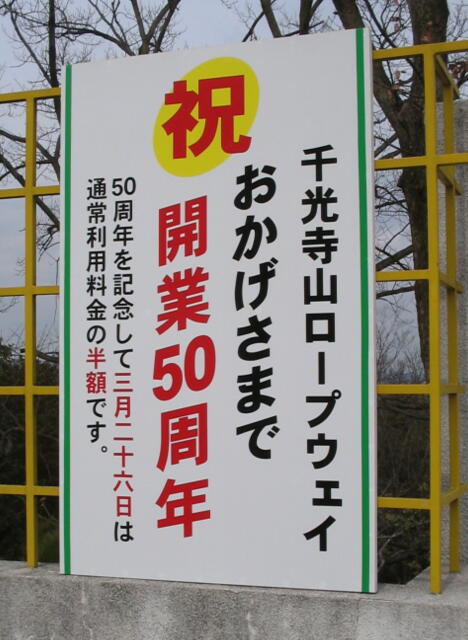 千光寺山ロープウェイ
おかげさまで
祝 開業50周年
50周年を記念して三月二十六日は
通常利用料金の半額です。